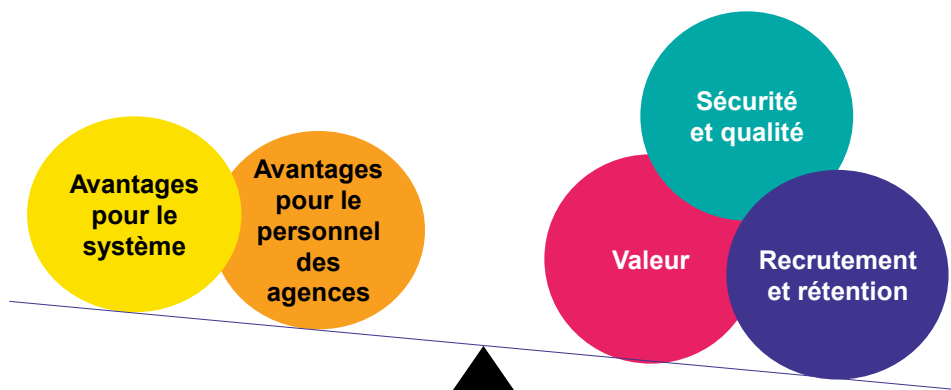 Avantages
pour le
système
Avantages
pour le
personnel
des
agences
Sécurité
et qualité
Valeur
Recrutement
et rétention